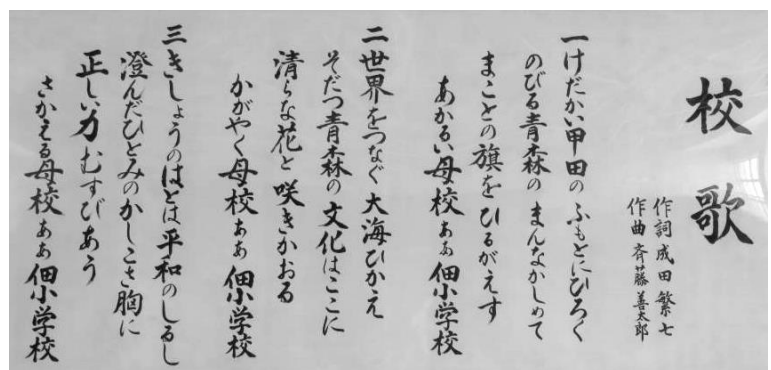 校歌
作詞 成田繁七
作曲 斉藤善太郎
一けだかい甲田の ふもとにひろく
のびる青森の まんなかしめて
まことの旗を ひるがえす
あかるい母校 ああ 佃小学校
二世界をつなぐ 大海ひかえ
そだつ青森の 文化はここに
清らな花と 咲きかおる
かがやく母校 ああ 佃小学校
三きしょうのはとは 平和のしるし
澄んだひとみの かしこさ胸に
正しい力 むすびあう
さかえる母校 ああ 佃小学校